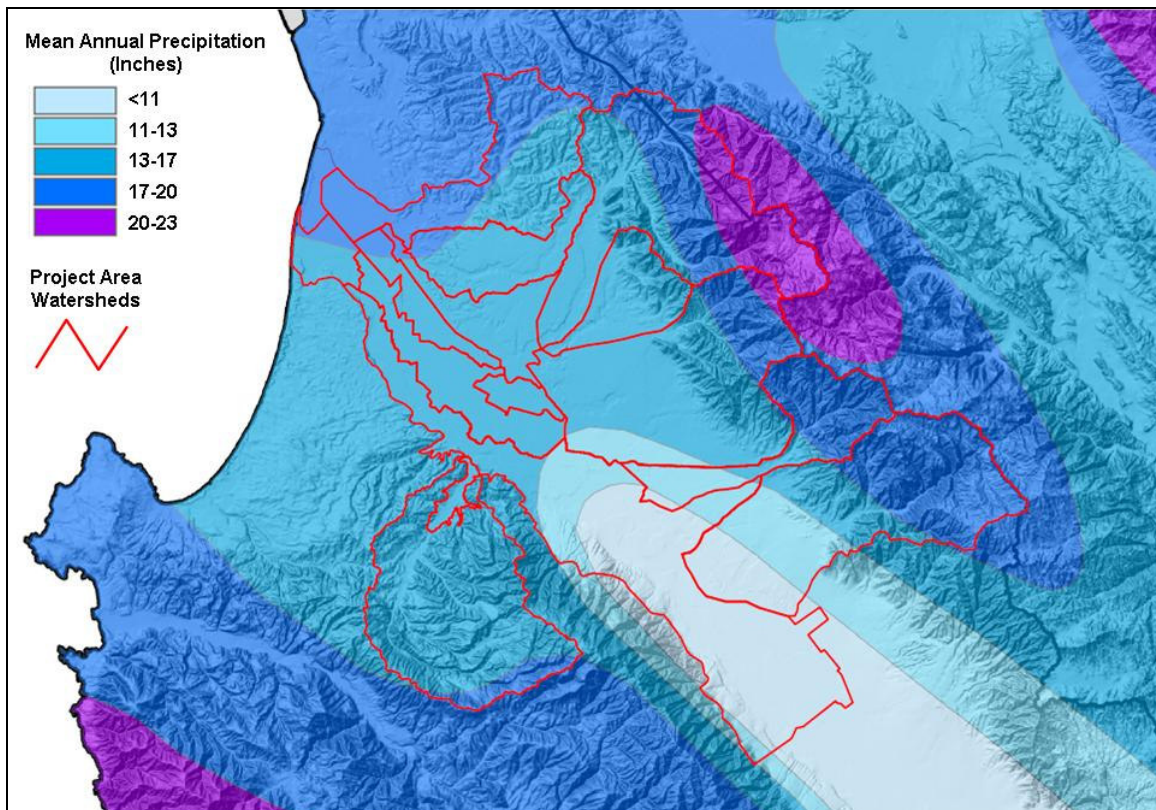 Mean Annual Precipitation
(Inches)
<11
11-13
13-17
17-20
20-23
Project Area
Watersheds